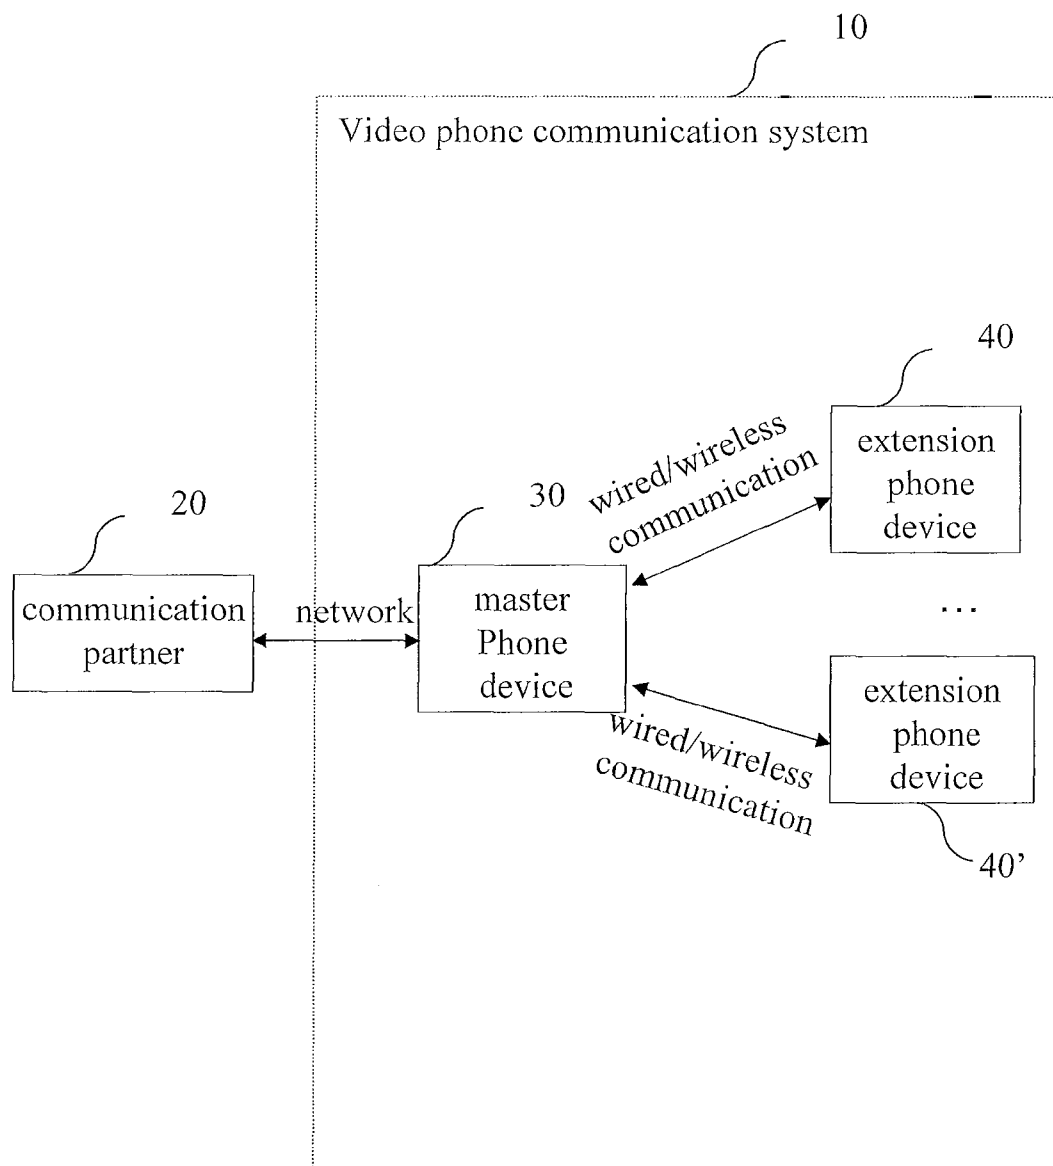 10
Video phone communication system
40
extension
phone
device
wired/wireless
communication
20
30
communication
partner
network
master
Phone
device
...
extension
phone
device
wired/wireless
communication
40’